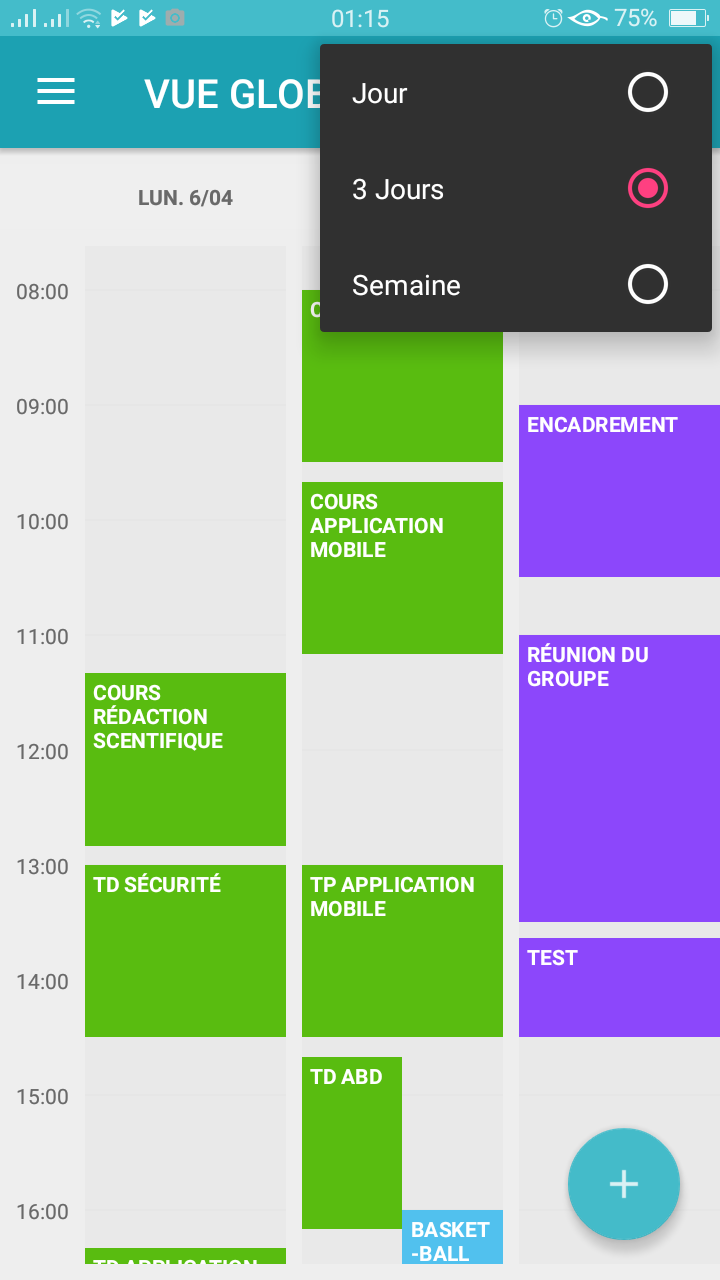 01:15
75%
VUE GLOB
Jour
3 Jours
Semaine
LUN. 6/04
08:00
09:00
10:00
11:00
12:00
13:00
14:00
15:00
16:00
COURS
RÉDACTION
SCENTIFIQUE
TD SÉCURITÉ
TD APPLICATION
COURS
APPLICATION
MOBILE
TP APPLICATION
MOBILE
TD ABD
BASKET
-BALL
ENCADREMENT
RÉUNION DU
GROUPE
TEST